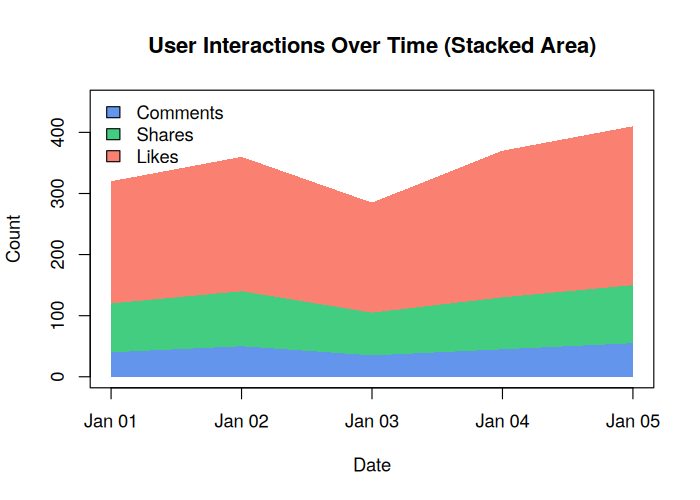 User Interactions Over Time (Stacked Area)
Comments
Shares
Likes
Count
400
300
200
100
0
Jan 01 Jan 02 Jan 03 Jan 04 Jan 05
Date